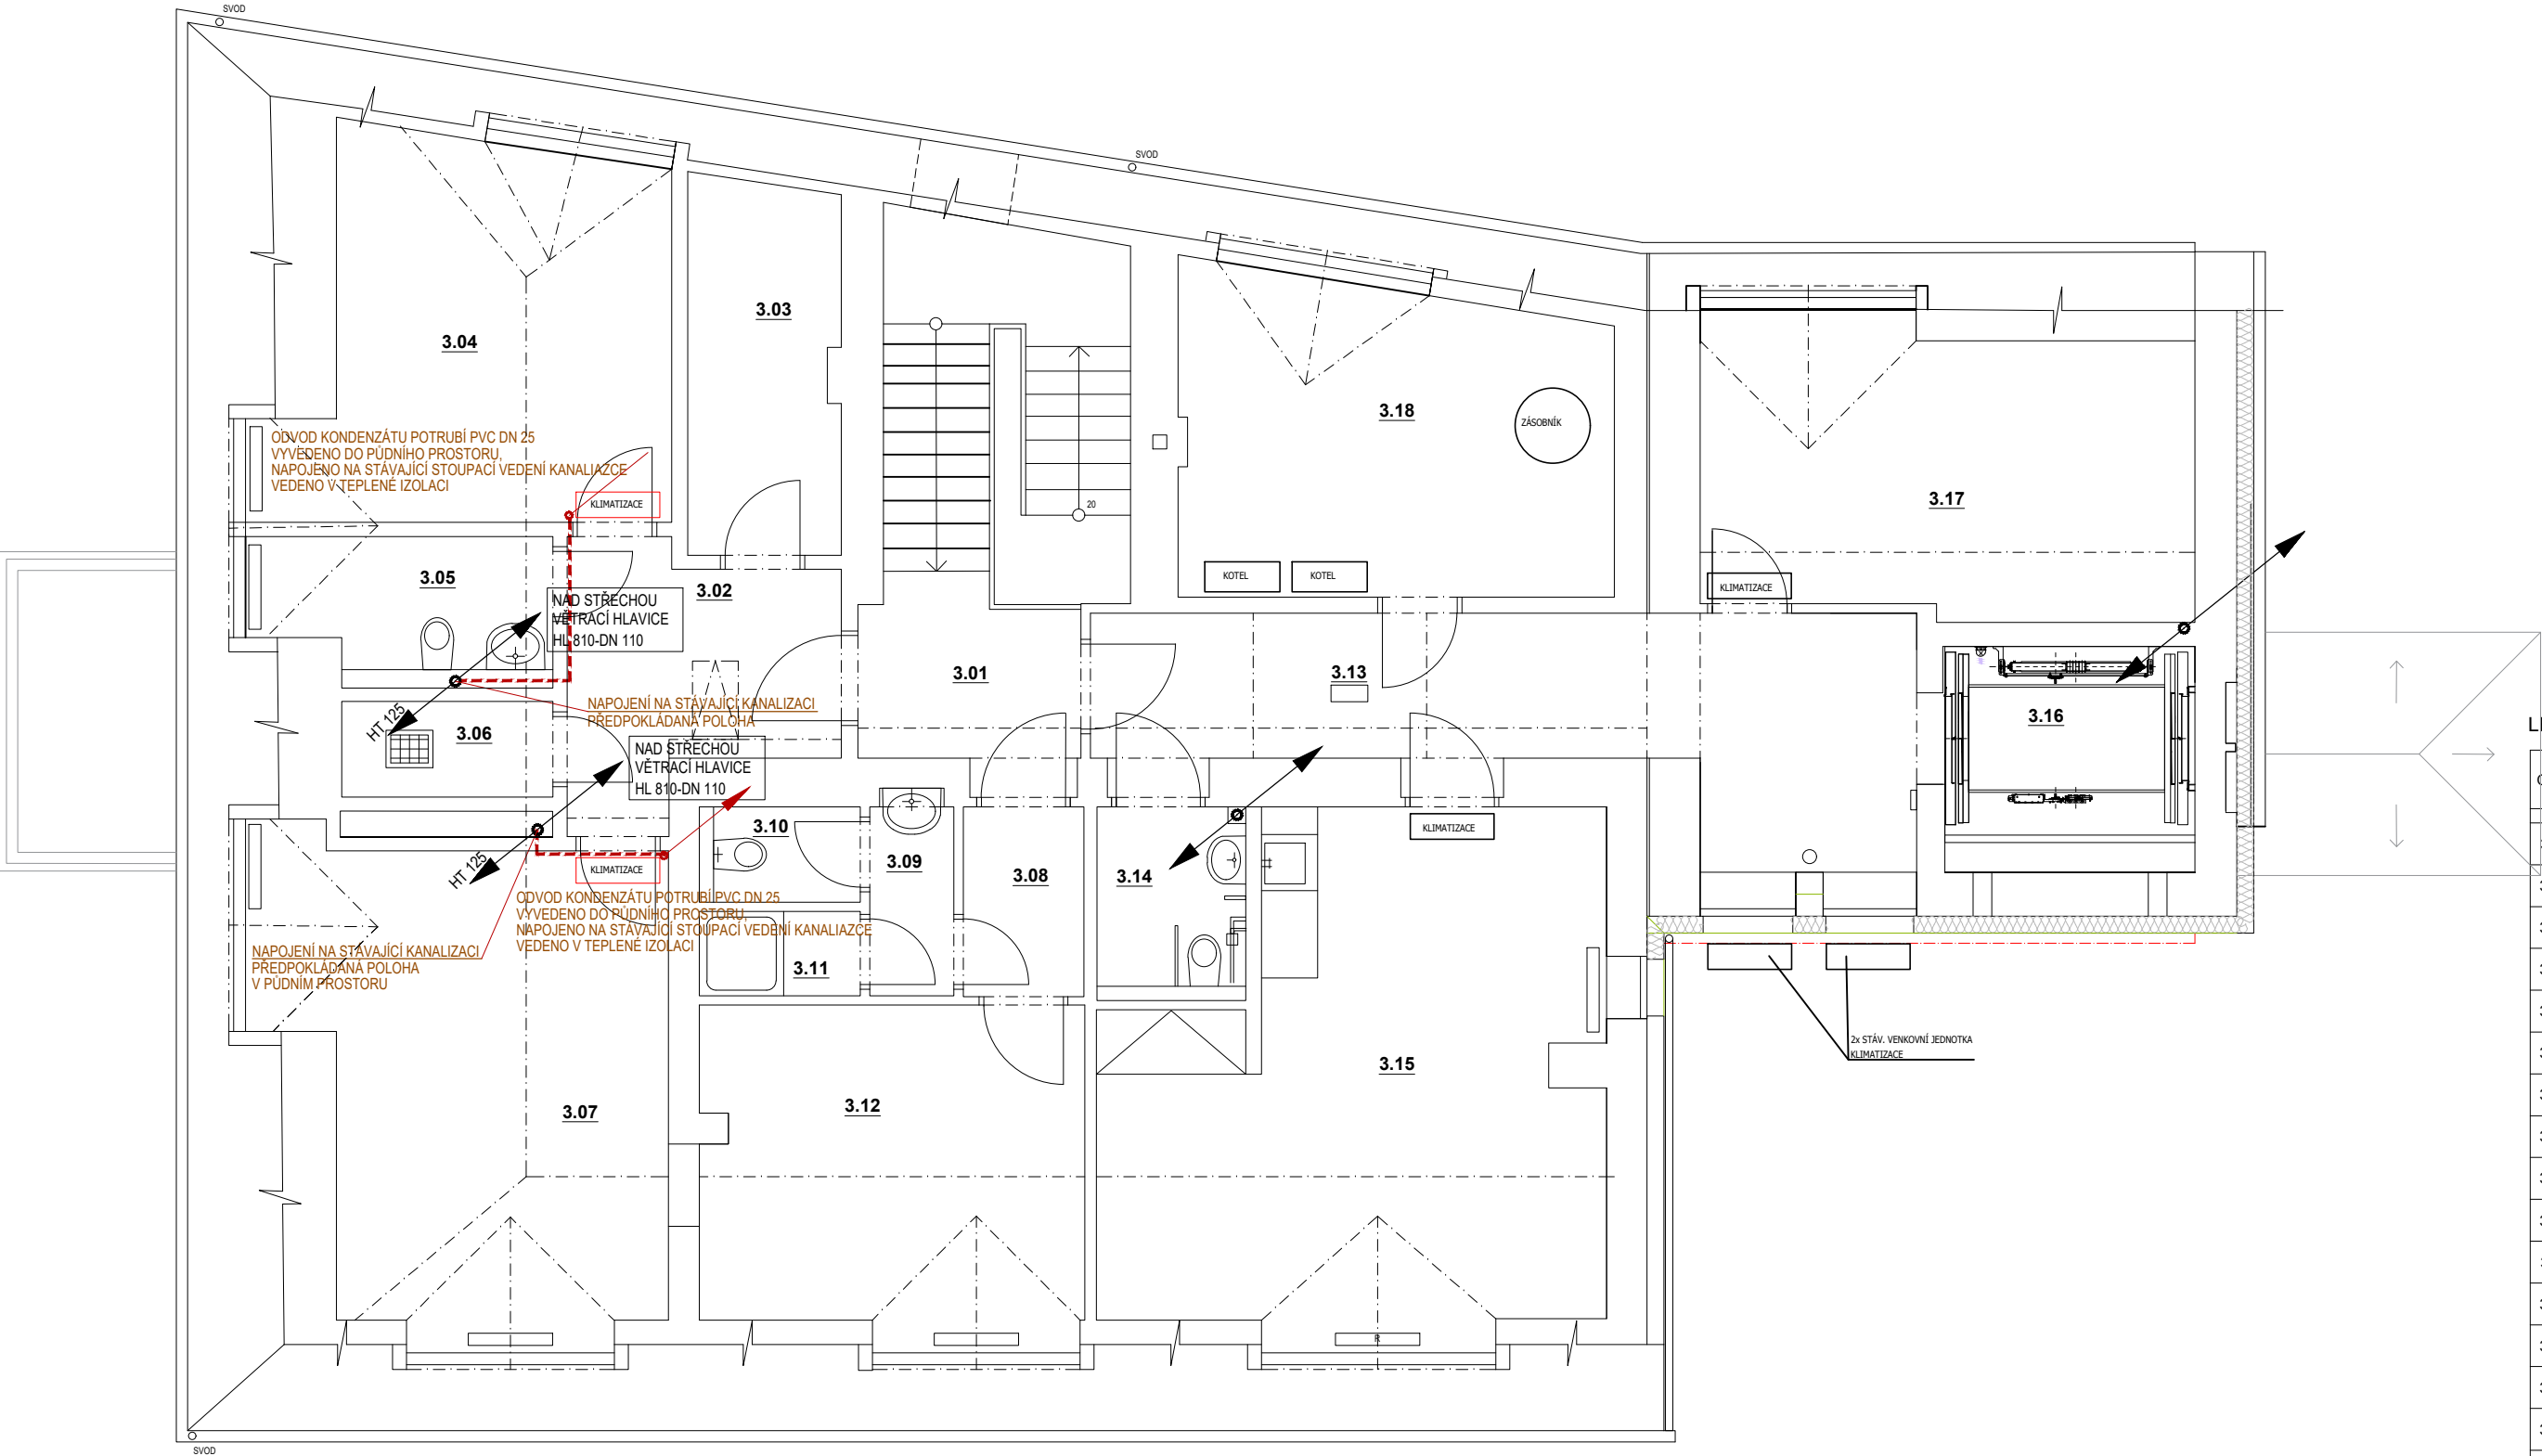 SVOD
SVOD
3.03
3.04
3.18
ZÁSOBNÍK
ODVOD KONDENZÁTU POTRUBÍ PVC DN 25
VYVEDENO DO PŮDNÍHO PROSTORU,
NAPOJENO NA STÁVAJÍCÍ STOUPACÍ VEDENÍ KANALIAZCE
VEDENO V TEPLENÉ IZOLACI
KLIMATIZACE
20
3.17
3.05
3.02
KOTEL
KOTEL
KLIMATIZACE
NAD STŘECHOU
VĚTRACÍ HLAVICE
HL 810-DN 110
3.01
3.13
NAPOJENÍ NA STÁVAJÍCÍ KANALIZACI
PŘEDPOKLÁDANÁ POLOHA
HT 125
3.06
3.16
NAD STŘECHOU
VĚTRACÍ HLAVICE
HL 810-DN 110
3.10
KLIMATIZACE
3.09
3.08
3.14
HT 125
KLIMATIZACE
ODVOD KONDENZÁTU POTRUBÍ PVC DN 25
VYVEDENO DO PŮDNÍHO PROSTORU,
NAPOJENO NA STÁVAJÍCÍ STOUPACÍ VEDENÍ KANALIAZCE
VEDENO V TEPLENÉ IZOLACI
NAPOJENÍ NA STÁVAJÍCÍ KANALIZACI
PŘEDPOKLÁDANÁ POLOHA
V PŮDNÍM PROSTORU
3.11
2x STÁV. VENKOVNÍ JEDNOTKA
KLIMATIZACE
3.15
3.12
3.07
R
SVOD